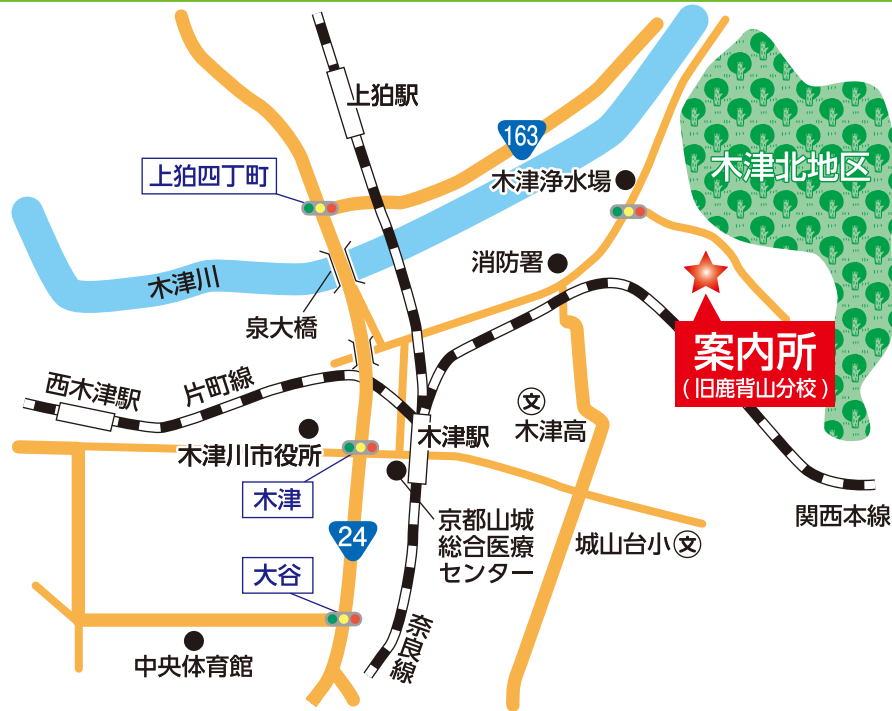 上狛駅
163
上狛四丁町
木津浄水場
木津北地区
消防署
木津川
泉大橋
案内所
(旧鹿背山分校)
西木津駅
片町線
文
木津高
木津駅
木津川市役所
木津
京都山城
総合医療
センター
24
関西本線
城山台小
文
大谷
奈良線
中央体育館